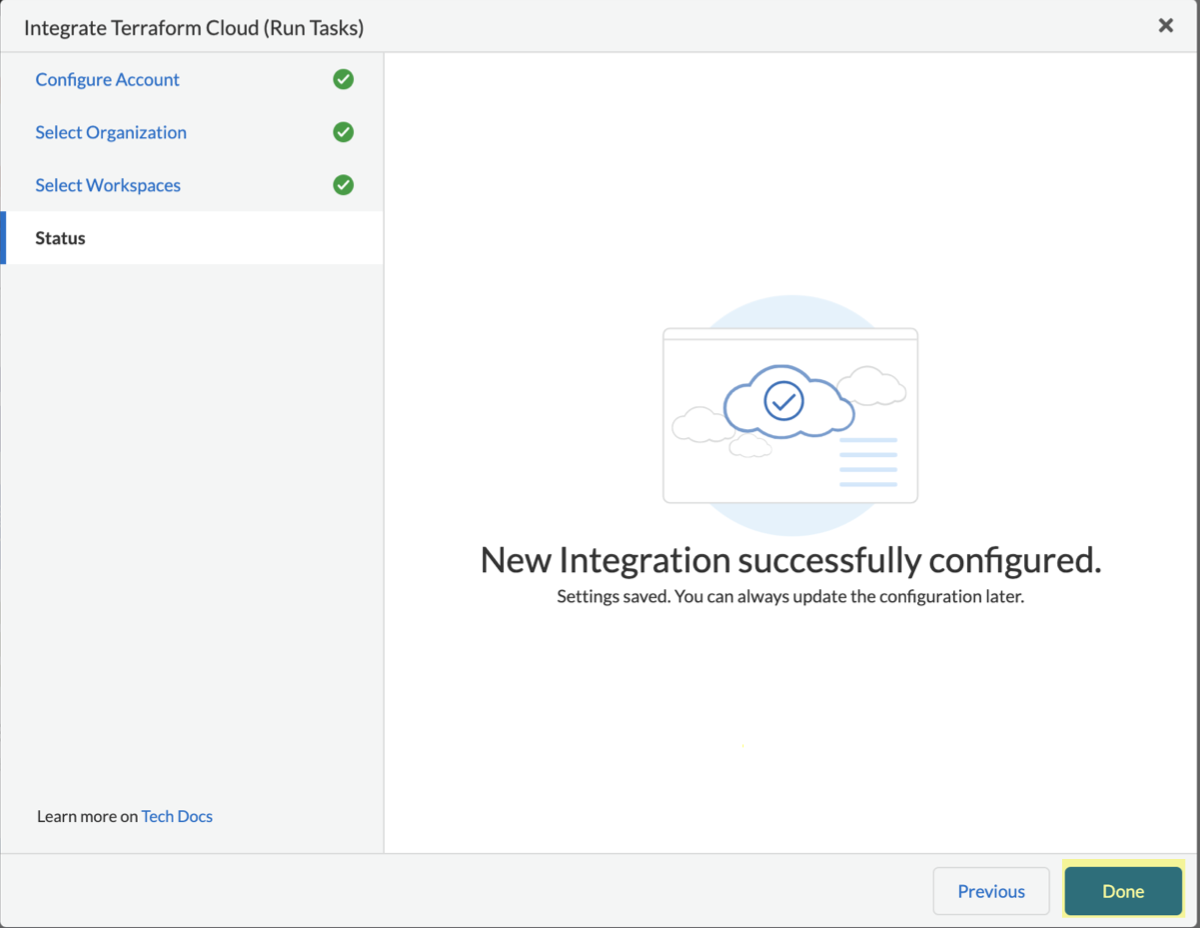 Integrate Terraform Cloud (Run Tasks)
Configure Account
Select Organization
Select Workspaces
Status
New Integration successfully configured.
Settings saved. You can always update the configuration later.
Learn more on Tech Docs
Previous
Done